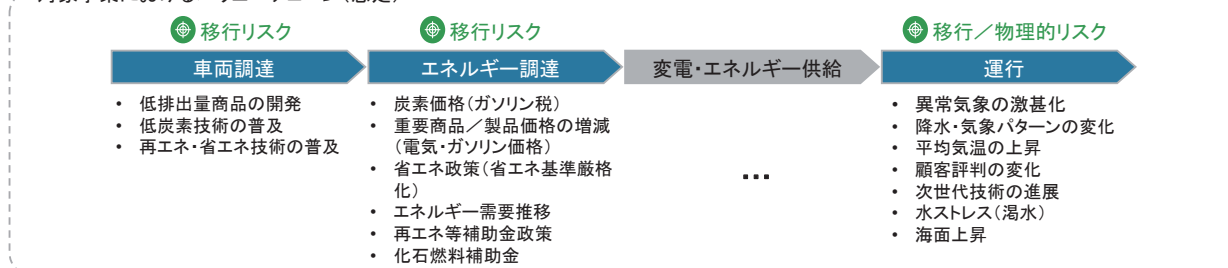 移行リスク
移行リスク
移行／物理的リスク
車両調達
エネルギー調達
変電・エネルギー供給
運行
• 低排出量商品の開発
• 低炭素技術の普及
• 再エネ・省エネ技術の普及
• 炭素価格（ガソリン税）
• 重要商品／製品価格の増減
（電気・ガソリン価格）
• 省エネ政策（省エネ基準厳格
化）
• エネルギー需要推移
• 再エネ等補助金政策
• 化石燃料補助金
…
• 異常気象の激甚化
• 降水・気象パターンの変化
• 平均気温の上昇
• 顧客評判の変化
• 次世代技術の進展
• 水ストレス（渇水）
• 海面上昇